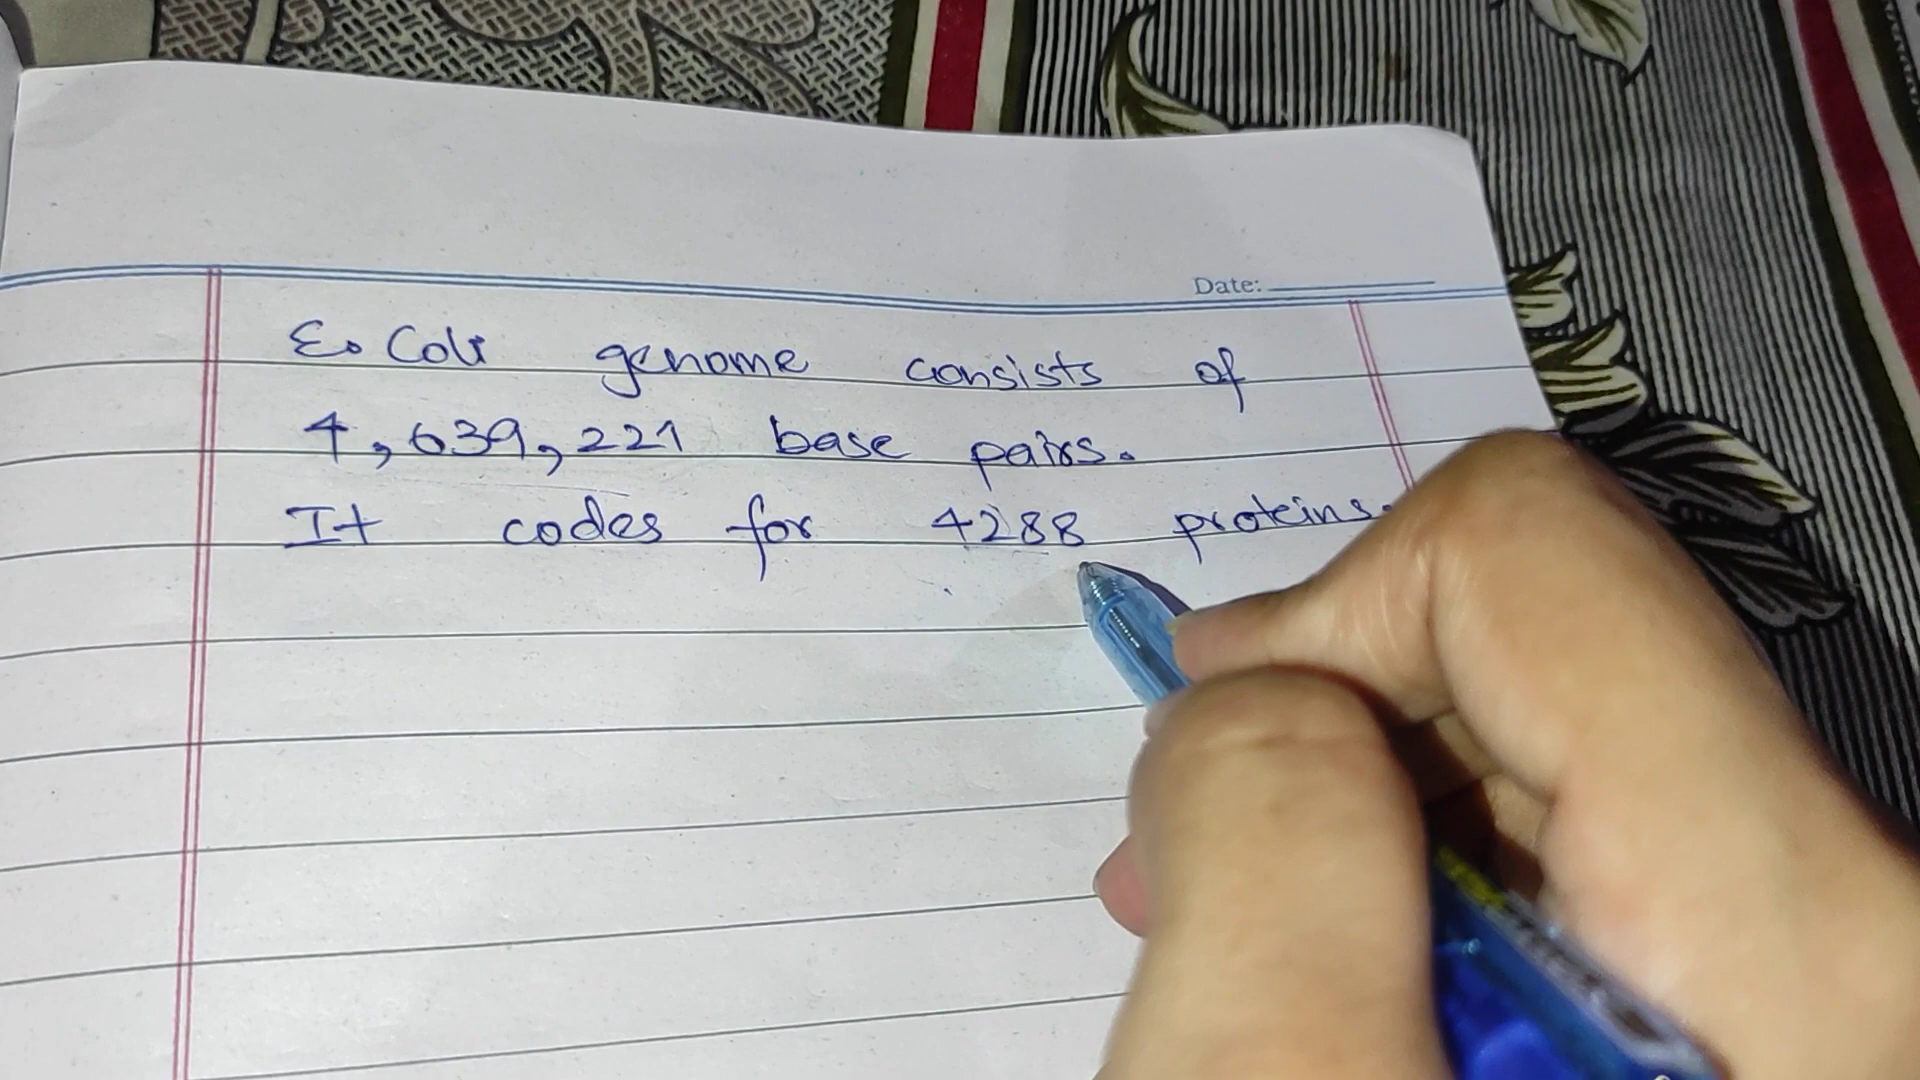 Date:
E. Coli genome consists of
4,639,221 base pairs.
It codes for 4288 proteins.